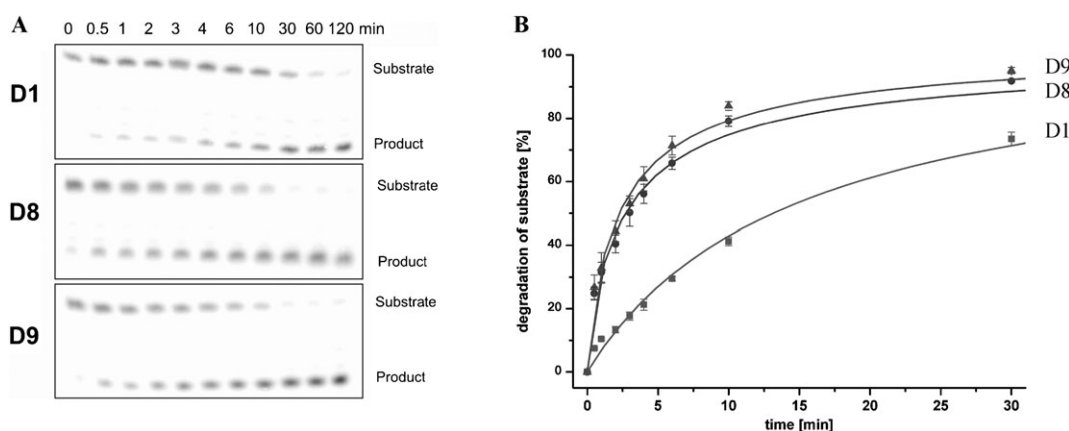 A
0 0.5 1 2 3 4 6 10 30 60 120 min
D1
Substrate
Product
D8
Substrate
Product
D9
Substrate
Product
B
100
80
60
40
20
0
degradation of substrate [%]
D9
D8
D1
0 5 10 15 20 25 30
time [min]